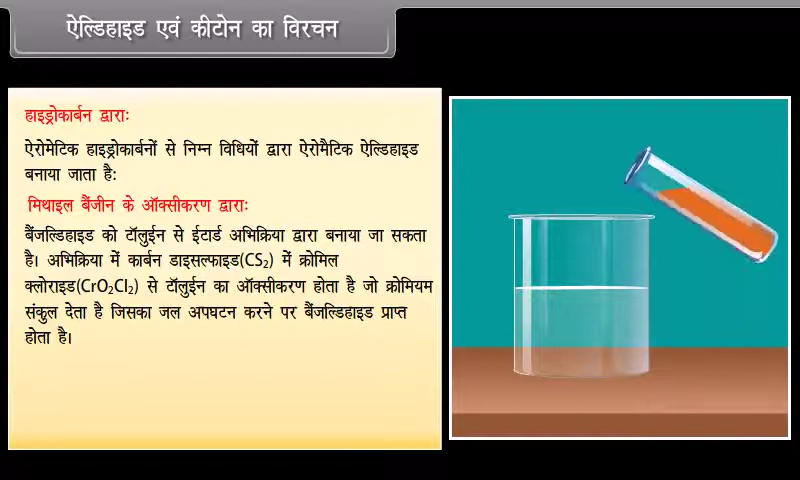 ऐल्डिहाइड एवं कीटोन का विरचन
हाइड्रोकार्बन द्वाराः
ऐरोमेटिक हाइड्रोकार्बनों से निम्न विधियों द्वारा ऐरोमैटिक ऐल्डिहाइड
बनाया जाता हैः
मिथाइल बैंजीन के ऑक्सीकरण द्वाराः
बैंजल्डिहाइड को टॉलुईन से ईटार्ड अभिक्रिया द्वारा बनाया जा सकता
है। अभिक्रिया में कार्बन डाइसल्फाइड(CS₂) में क्रोमिल
क्लोराइड(CrO₂Cl₂) से टॉलुईन का ऑक्सीकरण होता है जो क्रोमियम
संकुल देता है जिसका जल अपघटन करने पर बैंजल्डिहाइड प्राप्त
होता है।